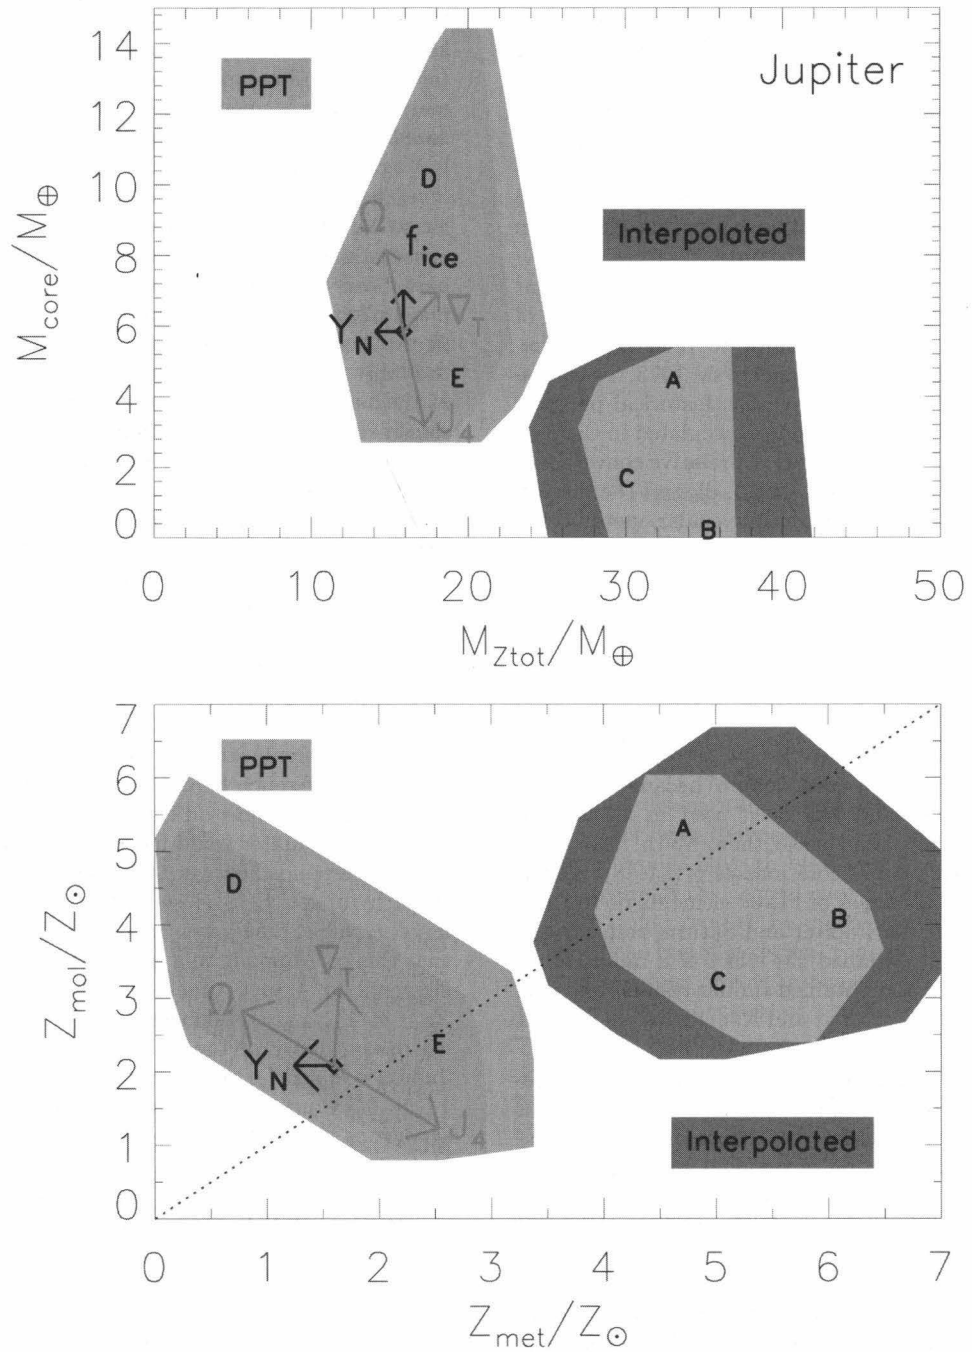 Jupiter
PPT
Interpolated
M_core/M_⊕
14
12
10
8
6
4
2
0
D
Ω
f_ice
∇_T
Y_N
E
J_4
A
C
B
0 10 20 30 40 50
M_Ztot/M_⊕
PPT
Z_mol/Z_⊙
7
6
5
4
3
2
1
0
A
D
B
∇_T
C
Ω
E
Y_N
J_4
Interpolated
0 1 2 3 4 5 6 7
Z_met/Z_⊙